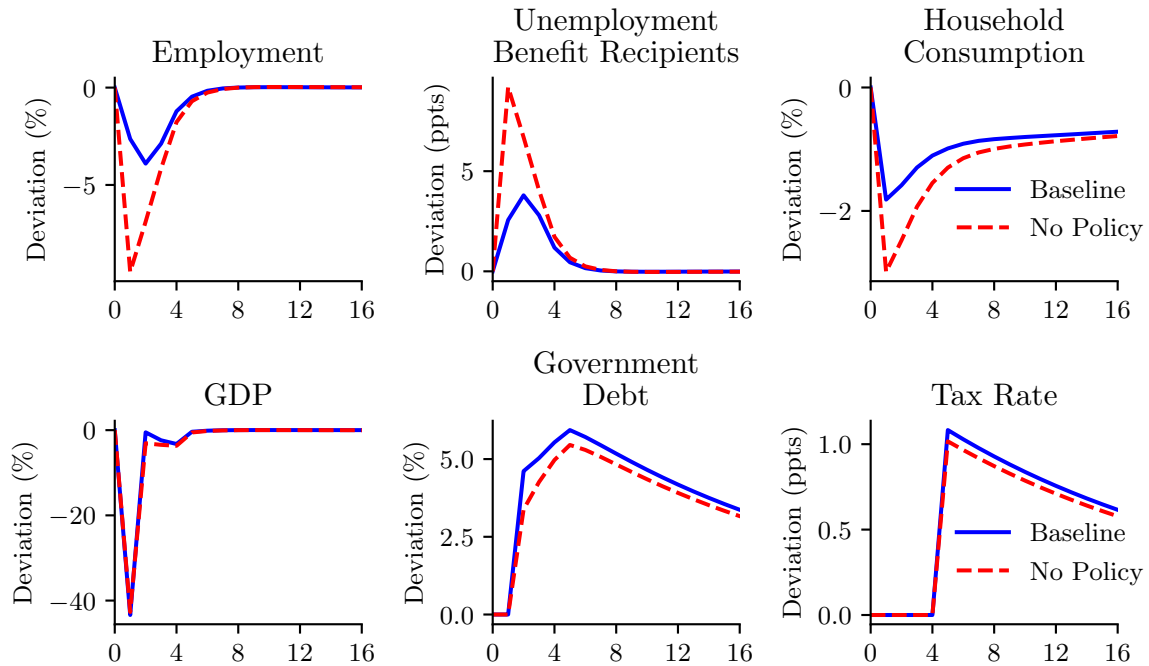 Employment
Deviation (%)
0
−5
0 4 8 12 16
Unemployment
Benefit Recipients
Deviation (ppts)
5
0
0 4 8 12 16
Household
Consumption
Deviation (%)
0
−2
Baseline
No Policy
0 4 8 12 16
GDP
Deviation (%)
0
−20
−40
0 4 8 12 16
Government
Debt
Deviation (%)
5.0
2.5
0.0
0 4 8 12 16
Tax Rate
Deviation (ppts)
1.0
0.5
0.0
Baseline
No Policy
0 4 8 12 16